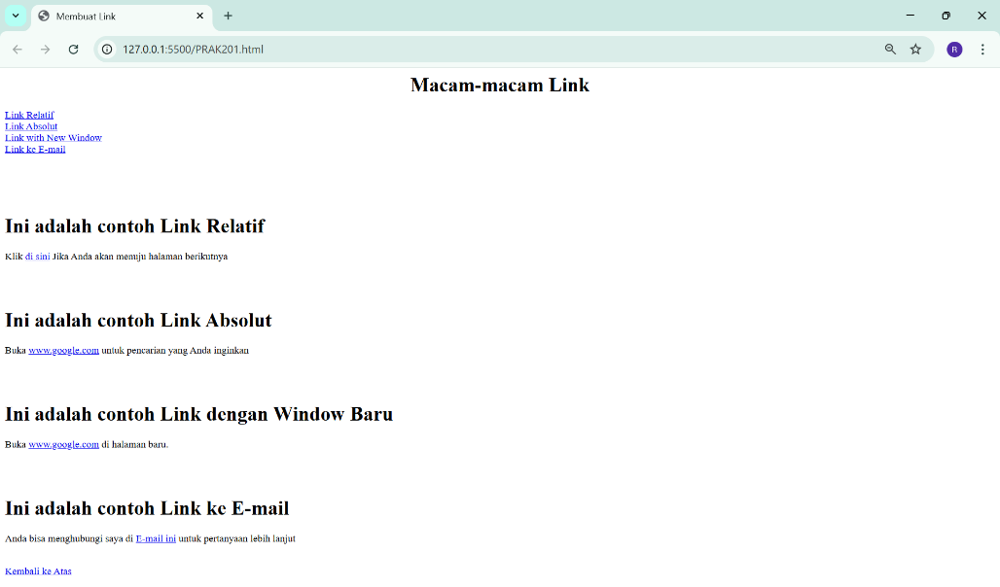 Membuat Link
127.0.0.1:5500/PRAK201.html
R
Macam-macam Link
Link Relatif
Link Absolut
Link with New Window
Link ke E-mail
Ini adalah contoh Link Relatif
Klik di sini Jika Anda akan menuju halaman berikutnya
Ini adalah contoh Link Absolut
Buka www.google.com untuk pencarian yang Anda inginkan
Ini adalah contoh Link dengan Window Baru
Buka www.google.com di halaman baru.
Ini adalah contoh Link ke E-mail
Anda bisa menghubungi saya di E-mail ini untuk pertanyaan lebih lanjut
Kembali ke Atas